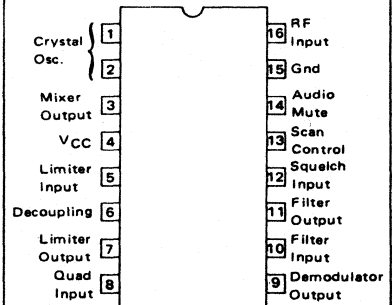 Crystal
Osc.
1
2
Mixer
Output
3
VCC
4
Limiter
Input
5
Decoupling
6
Limiter
Output
7
Quad
Input
8
16
RF
Input
15
Gnd
14
Audio
Mute
13
Scan
Control
12
Squelch
Input
11
Filter
Output
10
Filter
Input
9
Demodulator
Output